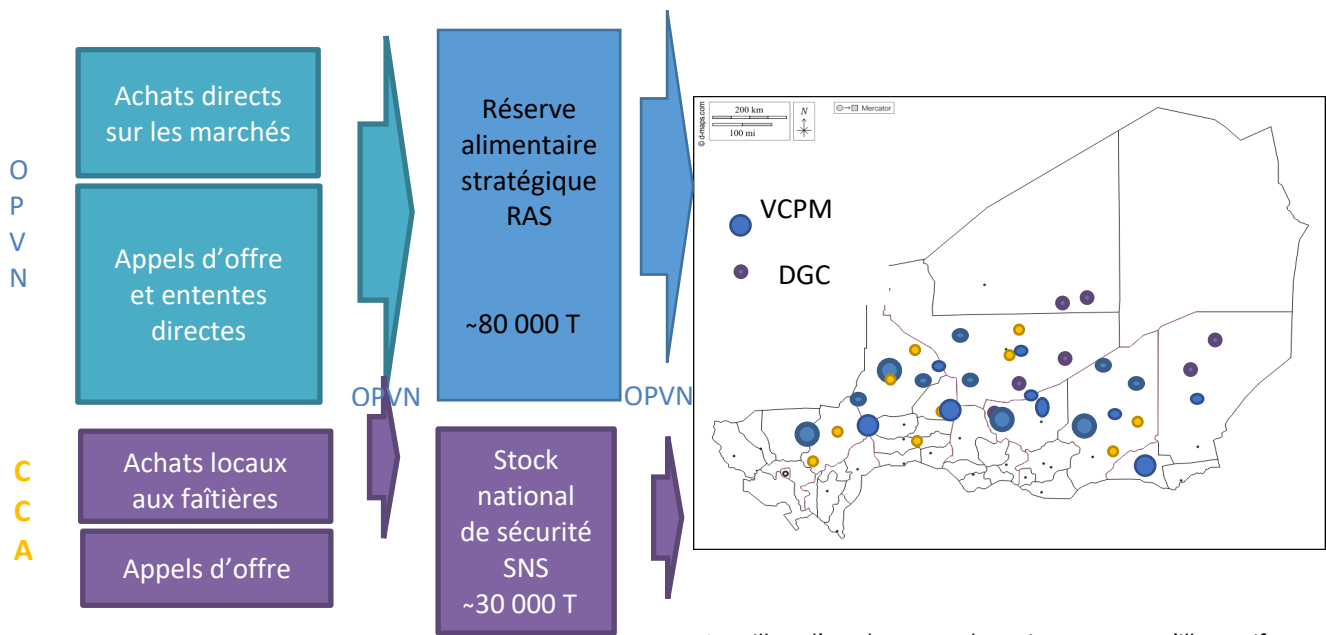 O
P
V
N
Achats directs
sur les marchés
Appels d'offre
et ententes
directes
OPVN
Réserve
alimentaire
stratégique
RAS
~80 000 T
OPVN
C
C
A
Achats locaux
aux faîtières
Appels d'offre
Stock
national
de sécurité
SNS
~30 000 T
© d-maps.com
200 km
100 mi
N
Mercator
VCPM
DGC